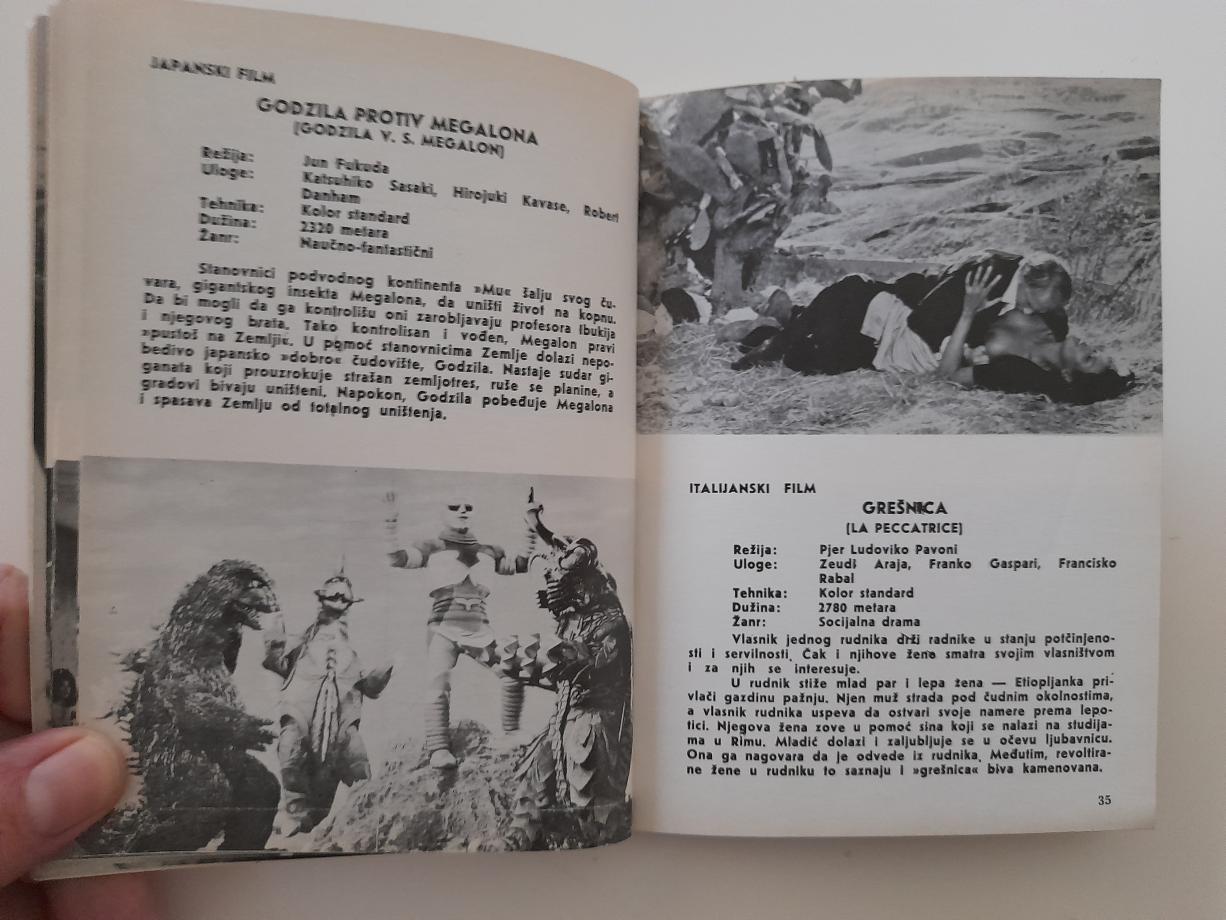 JAPANSKI FILM
GODZILA PROTIV MEGALONA
(GODZILA V. S. MEGALON)
Režija: Jun Fukuda
Uloge: Katsuhiko Sasaki, Hirojuki Kavase, Robert
Danham
Tehnika: Kolor standard
Dužina: 2320 metara
Žanr: Naučno-fantastični
Stanovnici podvodnog kontinenta »Mu« šalju svog ču-
vara, gigantskog insekta Megalona, da uništi život na kopnu.
Da bi mogli da ga kontrolišu oni zarobljavaju profesora Ibukija
i njegovog brata. Tako kontrolisan i vođen, Megalon pravi
»pustoš na Zemlji«. U pomoć stanovnicima Zemlje dolazi nepo-
bedivo japansko »dobro« čudovište, Godzila. Nastaje sudar gi-
ganata koji prouzrokuje strašan zemljotres, ruše se planine, a
gradovi bivaju uništeni. Napokon, Godzila pobeđuje Megalona
i spasava Zemlju od totalnog uništenja.
ITALIJANSKI FILM
GREŠNICA
(LA PECCATRICE)
Režija: Pjer Ludoviko Pavoni
Uloge: Zeudi Araja, Franko Gaspari, Francisko
Rabal
Tehnika: Kolor standard
Dužina: 2780 metara
Žanr: Socijalna drama
Vlasnik jednog rudnika drži radnike u stanju potčinjeno-
sti i servilnosti. Čak i njihove žene smatra svojim vlasništvom
i za njih se interesuje.
U rudnik stiže mlad par i lepa žena — Etiopljanka pri-
vlači gazdinu pažnju. Njen muž strada pod čudnim okolnostima,
a vlasnik rudnika uspeva da ostvari svoje namere prema lepo-
tici. Njegova žena zove u pomoć sina koji se nalazi na studija-
ma u Rimu. Mladić dolazi i zaljubljuje se u očevu ljubavnicu.
Ona ga nagovara da je odvede iz rudnika. Međutim, revoltira-
ne žene u rudniku to saznaju i »grešnica« biva kamenovana.
35